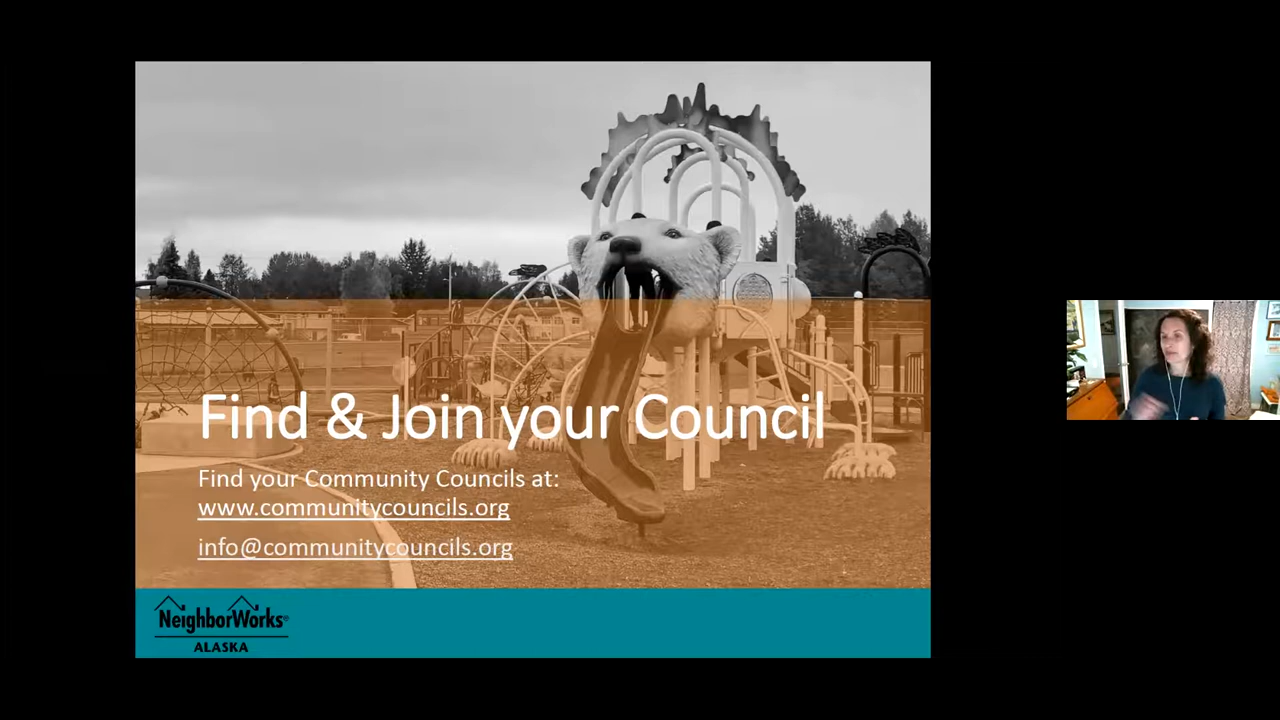 Find & Join your Council
Find your Community Councils at:
www.communitycouncils.org
info@communitycouncils.org
NeighborWorks®
ALASKA